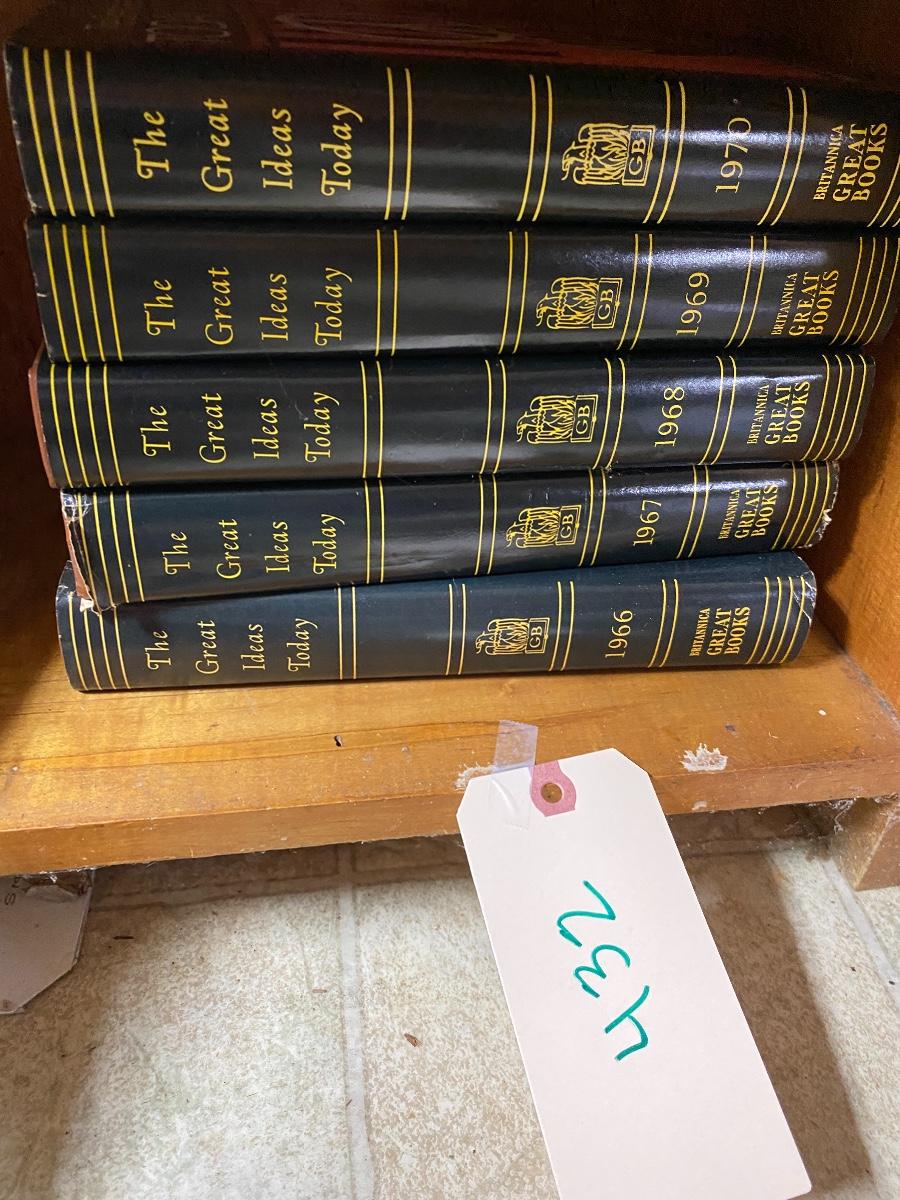 The Great Ideas Today GB 1970 BRITANNICA GREAT BOOKS
The Great Ideas Today GB 1969 BRITANNICA GREAT BOOKS
The Great Ideas Today GB 1968 BRITANNICA GREAT BOOKS
The Great Ideas Today GB 1967 BRITANNICA GREAT BOOKS
The Great Ideas Today GB 1966 BRITANNICA GREAT BOOKS
432